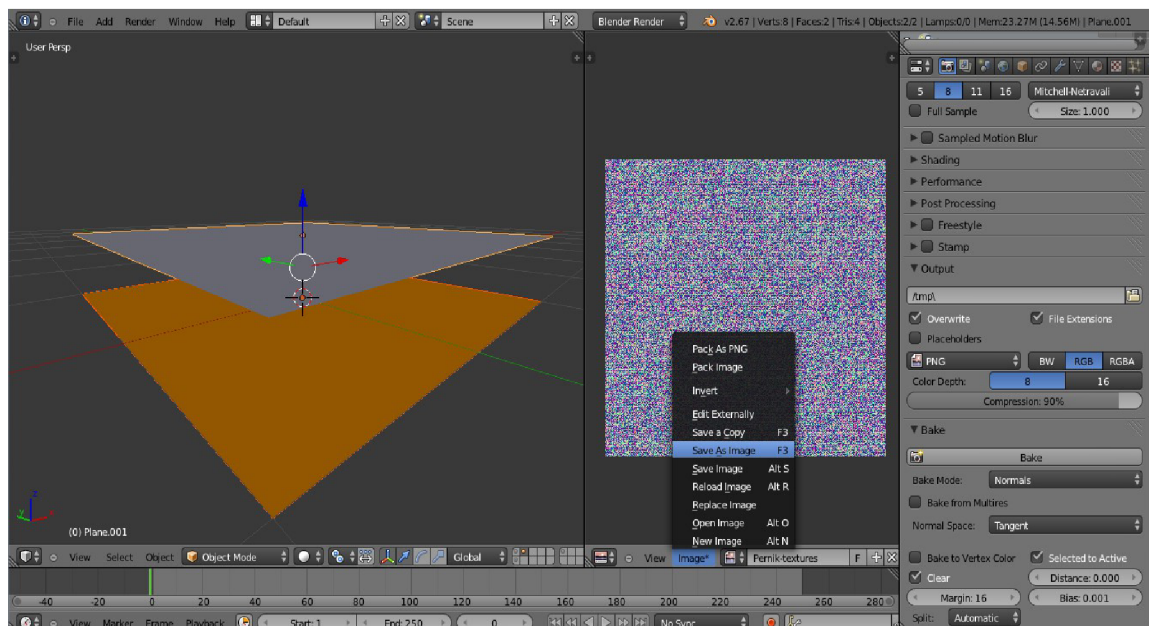 File Add Render Window Help Default Scene Blender Render v2.67 | Verts:8 | Faces:2 | Tris:4 | Objects:2/2 | Lamps:0/0 | Mem:23.27M (14.56M) | Plane.001
User Persp
5 8 11 16 Mitchell-Netravali
Full Sample Size: 1.000
Sampled Motion Blur
Shading
Performance
Post Processing
Freestyle
Stamp
Output
/tmp\
Overwrite File Extensions
Placeholders
PNG BW RGB RGBA
Color Depth: 8 16
Compression: 90%
Bake
Bake
Bake Mode: Normals
Bake from Multires
Normal Space: Tangent
Bake to Vertex Color Selected to Active
Clear Distance: 0.000
Margin: 16 Bias: 0.001
Split: Automatic
Pack As PNG
Pack Image
Invert
Edit Externally
Save a Copy F3
Save As Image F3
Save Image Alt S
Reload Image Alt R
Replace Image
Open Image Alt O
New Image Alt N
z
y
x
(0) Plane.001
View Select Object Object Mode Global View Image* Pernik-textures F
-40 -20 0 20 40 60 80 100 120 140 160 180 200 220 240 260 280
View Marker Frame Playback Start: 1 End: 250 0 No Sync